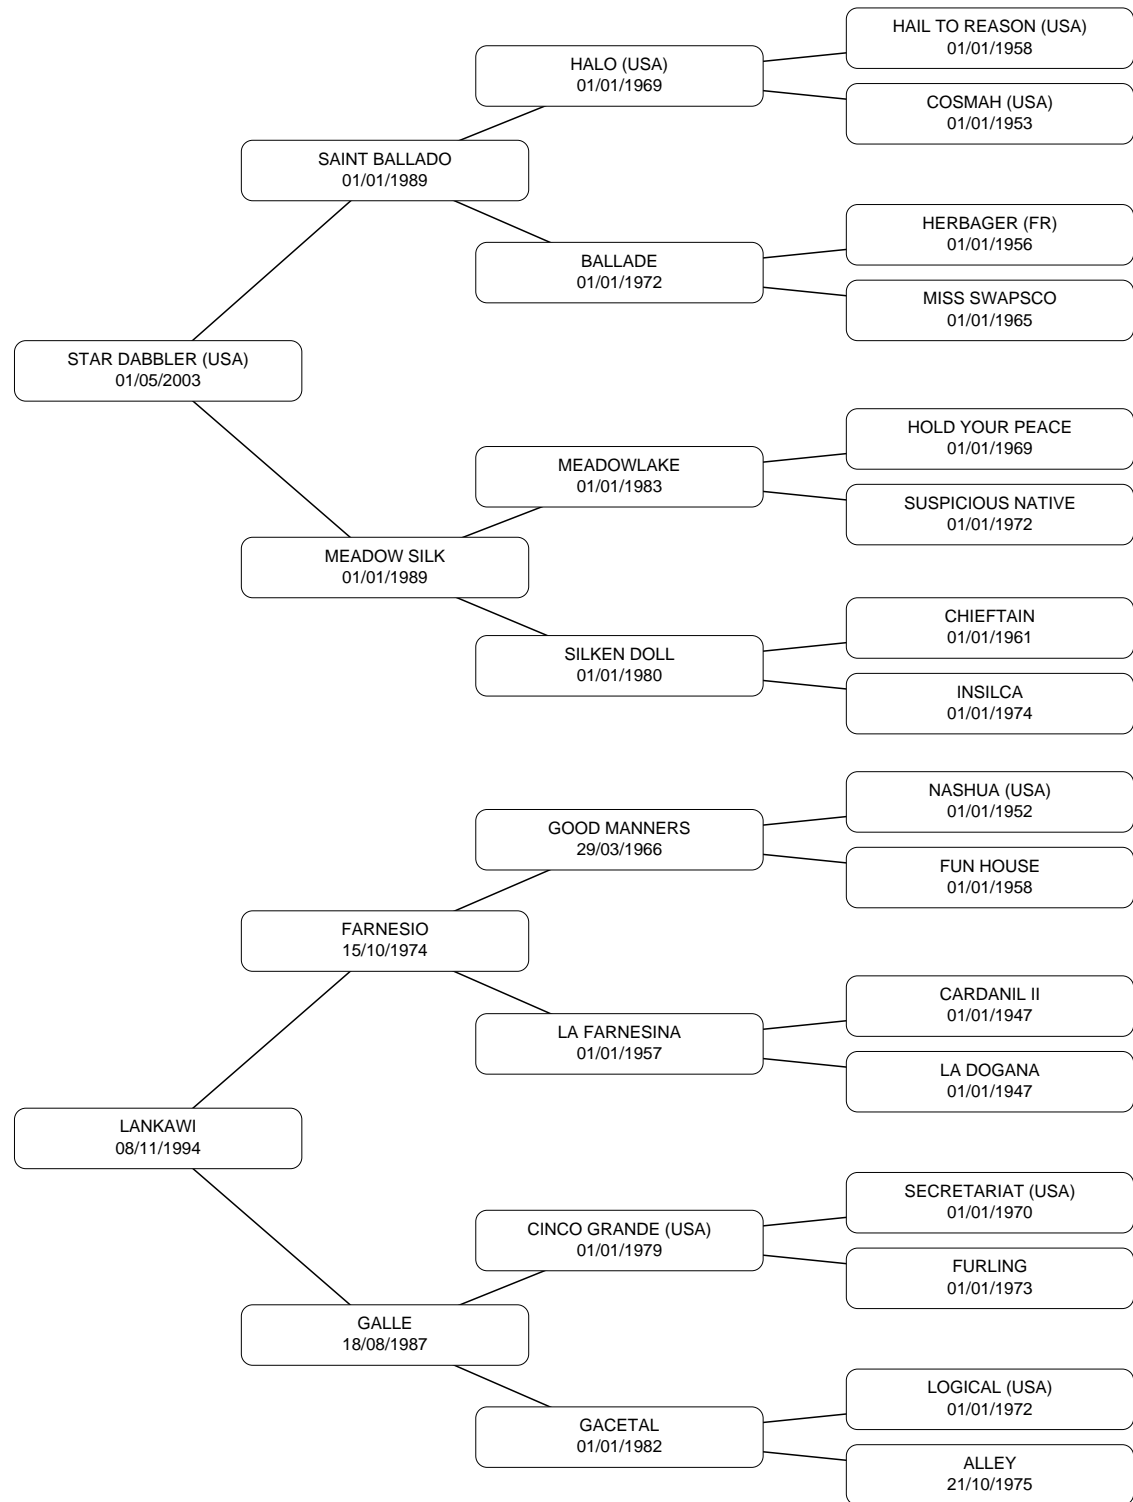 HAIL TO REASON (USA)
01/01/1958
HALO (USA)
01/01/1969
COSMAH (USA)
01/01/1953
SAINT BALLADO
01/01/1989
HERBAGER (FR)
01/01/1956
BALLADE
01/01/1972
MISS SWAPSCO
01/01/1965
STAR DABBLER (USA)
01/05/2003
HOLD YOUR PEACE
01/01/1969
MEADOWLAKE
01/01/1983
SUSPICIOUS NATIVE
01/01/1972
MEADOW SILK
01/01/1989
CHIEFTAIN
01/01/1961
SILKEN DOLL
01/01/1980
INSILCA
01/01/1974
NASHUA (USA)
01/01/1952
GOOD MANNERS
29/03/1966
FUN HOUSE
01/01/1958
FARNESIO
15/10/1974
CARDANIL II
01/01/1947
LA FARNESINA
01/01/1957
LA DOGANA
01/01/1947
LANKAWI
08/11/1994
SECRETARIAT (USA)
01/01/1970
CINCO GRANDE (USA)
01/01/1979
FURLING
01/01/1973
GALLE
18/08/1987
LOGICAL (USA)
01/01/1972
GACETAL
01/01/1982
ALLEY
21/10/1975